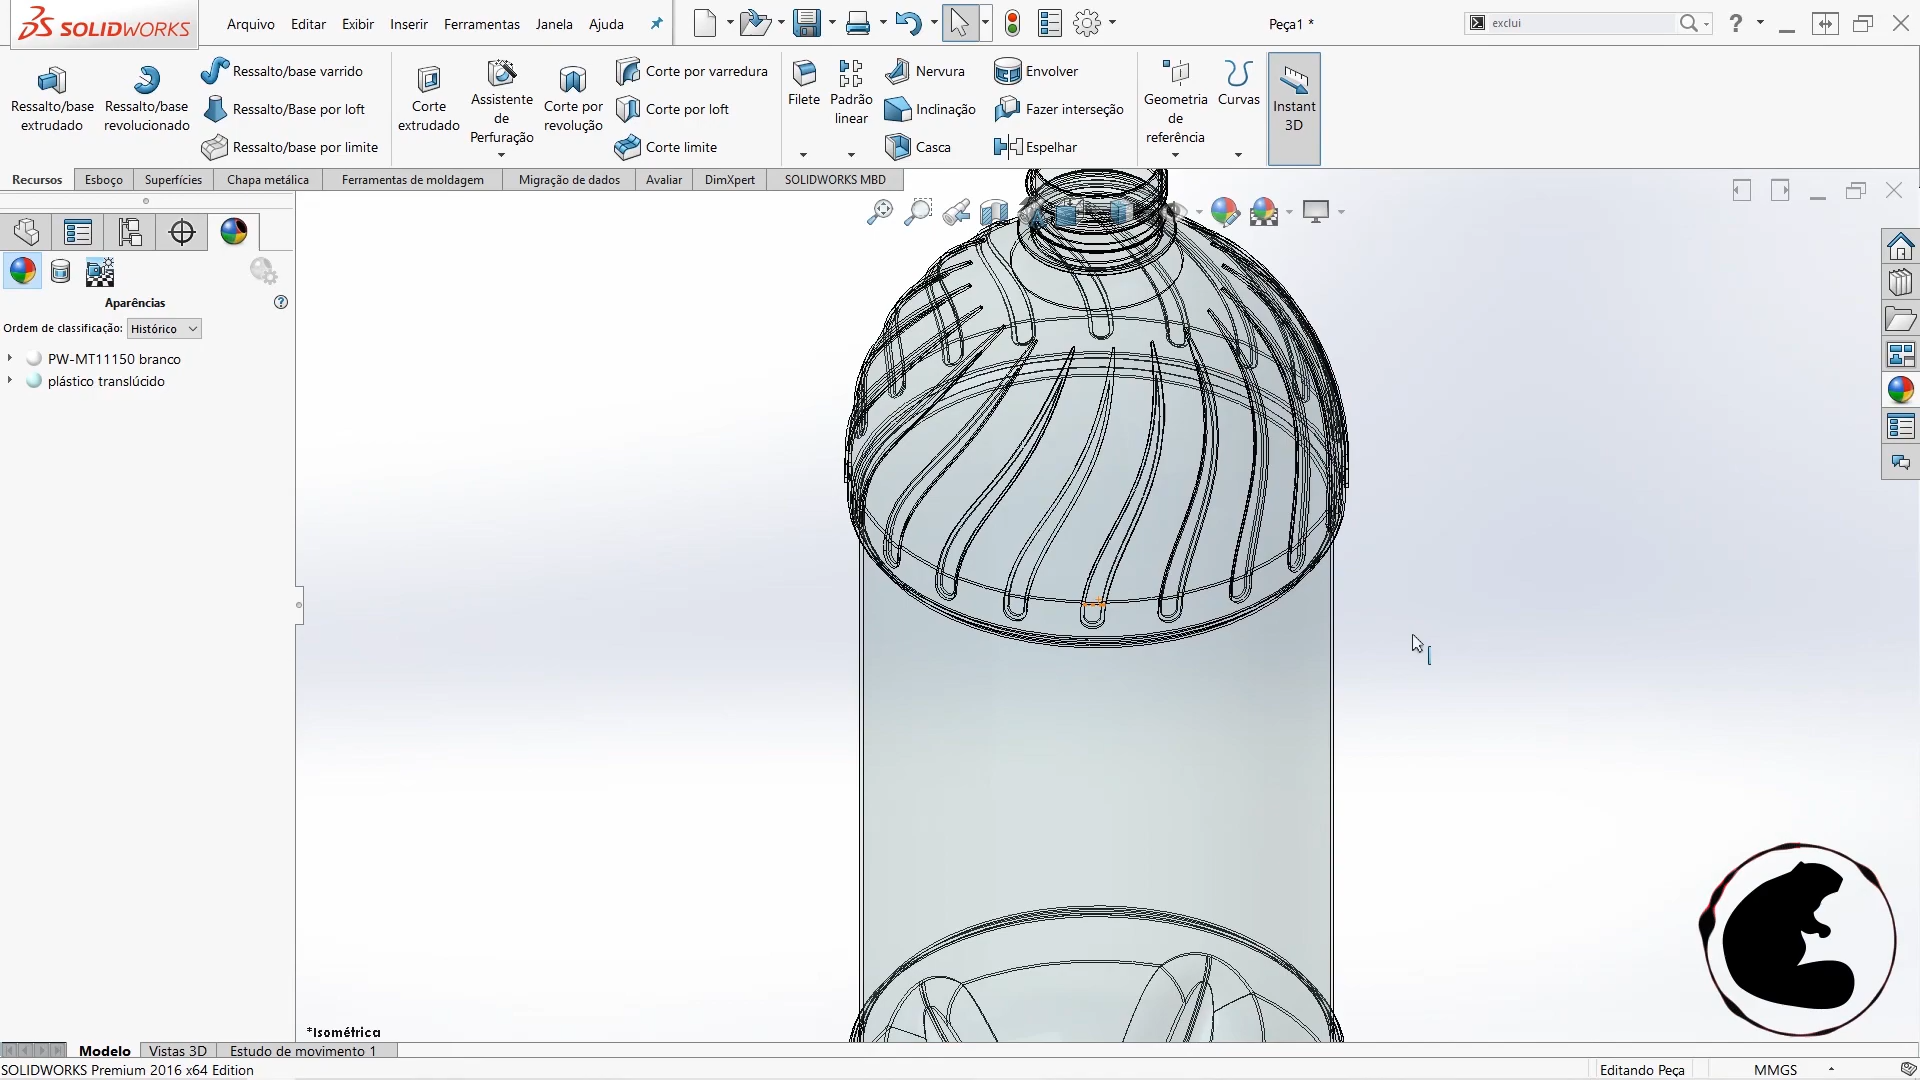 SOLIDWORKS
Arquivo Editar Exibir Inserir Ferramentas Janela Ajuda
Peça1 *
exclui
?
Ressalto/base extrudado
Ressalto/base revolucionado
Ressalto/base varrido
Ressalto/Base por loft
Ressalto/base por limite
Corte extrudado
Assistente de Perfuração
Corte por revolução
Corte por varredura
Corte por loft
Corte limite
Filete
Padrão linear
Nervura
Inclinação
Casca
Envolver
Fazer interseção
Espelhar
Geometria de referência
Curvas
Instant 3D
Recursos Esboço Superfícies Chapa metálica Ferramentas de moldagem Migração de dados Avaliar DimXpert SOLIDWORKS MBD
Aparências
?
Ordem de classificação: Histórico
PW-MT11150 branco
plástico translúcido
*Isométrica
Modelo Vistas 3D Estudo de movimento 1
SOLIDWORKS Premium 2016 x64 Edition
Editando Peça
MMGS